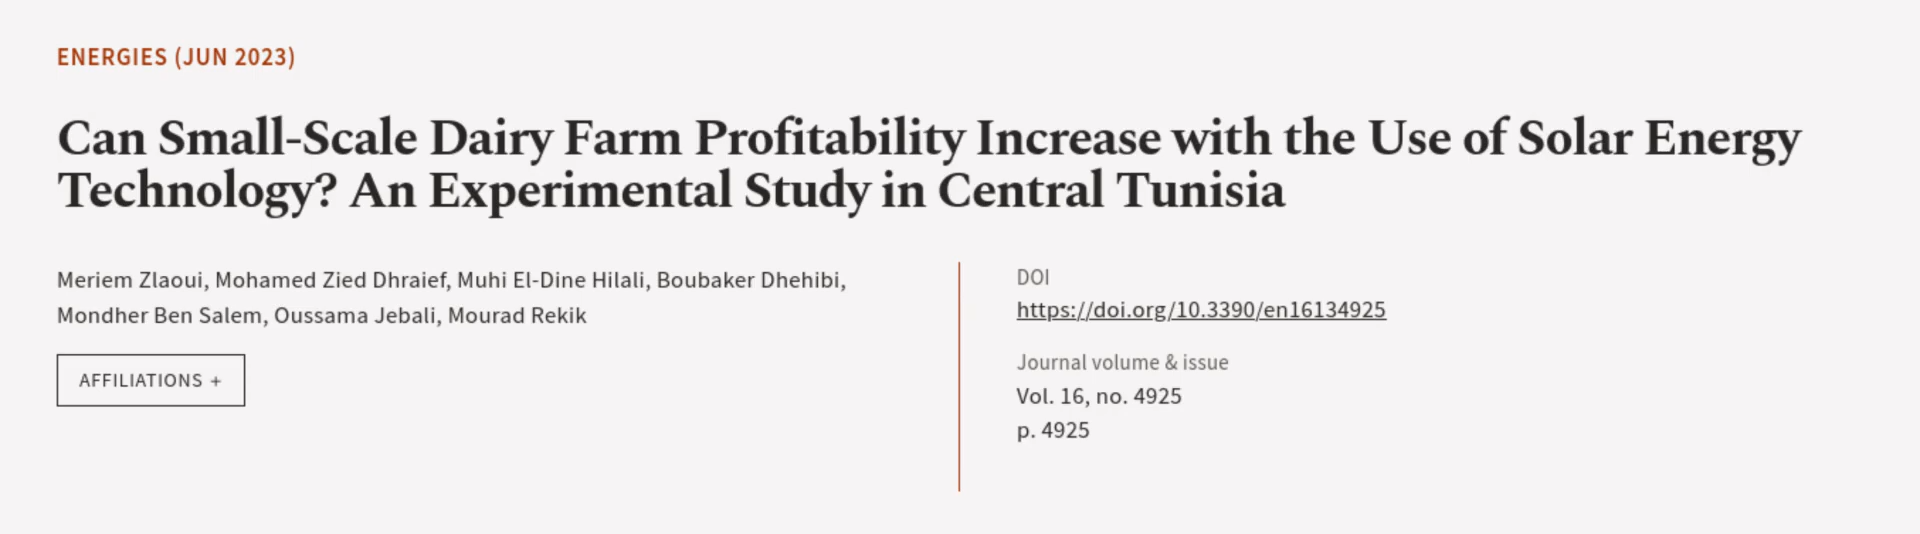 ENERGIES (JUN 2023)
Can Small-Scale Dairy Farm Profitability Increase with the Use of Solar Energy
Technology? An Experimental Study in Central Tunisia
Meriem Zlaoui, Mohamed Zied Dhraief, Muhi El-Dine Hilali, Boubaker Dhehibi,
Mondher Ben Salem, Oussama Jebali, Mourad Rekik
AFFILIATIONS +
DOI
https://doi.org/10.3390/en16134925
Journal volume & issue
Vol. 16, no. 4925
p. 4925